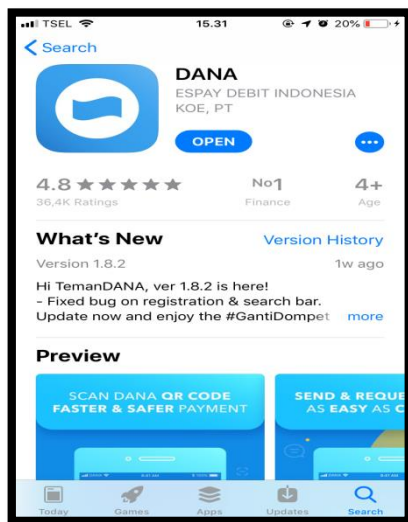 TSEL 15.31 20%
Search
DANA
ESPAY DEBIT INDONESIA
KOE, PT
OPEN
4.8 No1 4+
36,4K Ratings Finance Age
What's New Version History
Version 1.8.2 1w ago
Hi TemanDANA, ver 1.8.2 is here!
- Fixed bug on registration & search bar.
Update now and enjoy the #GantiDompet more
Preview
SCAN DANA QR CODE
FASTER & SAFER PAYMENT
SEND & REQUE
AS EASY AS C
Today Games Apps Updates Search